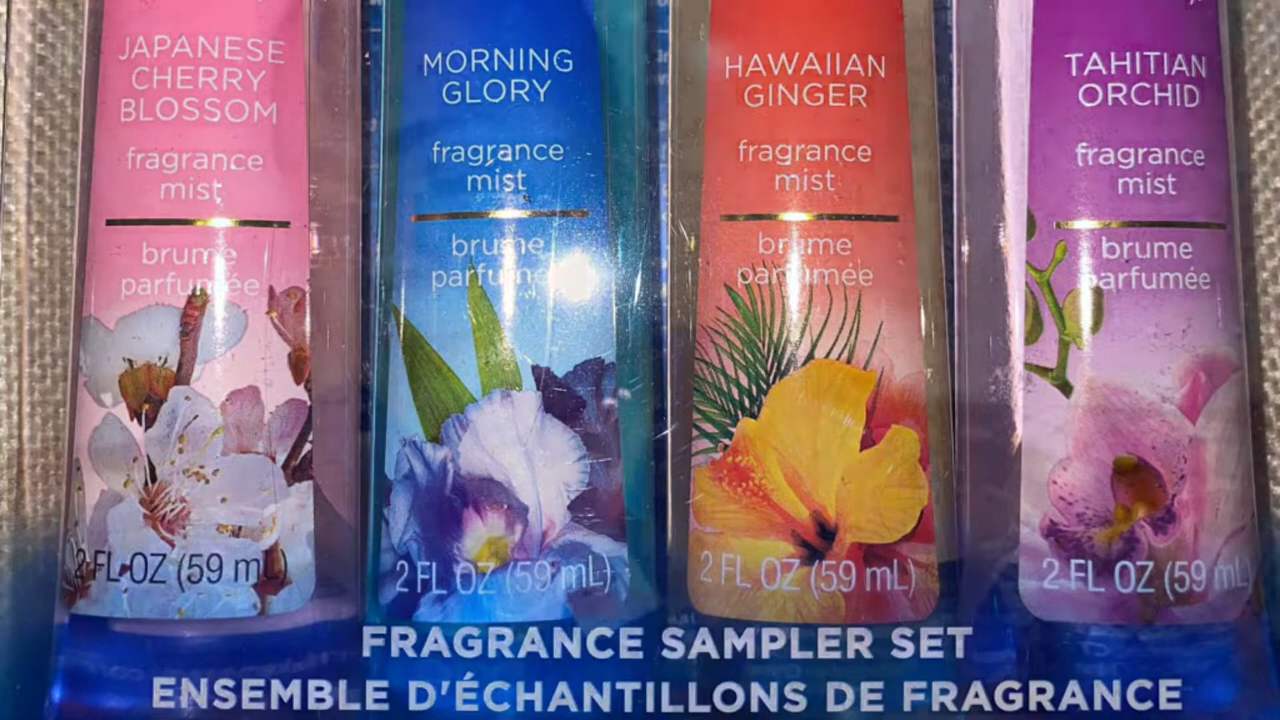 JAPANESE
CHERRY
BLOSSOM
fragrance
mist
brume
parfumée
2 FL OZ (59 mL)
MORNING
GLORY
fragrance
mist
brume
parfumée
2 FL OZ (59 mL)
HAWAIIAN
GINGER
fragrance
mist
brume
parfumée
2 FL OZ (59 mL)
TAHITIAN
ORCHID
fragrance
mist
brume
parfumée
2 FL OZ (59 mL)
FRAGRANCE SAMPLER SET
ENSEMBLE D'ÉCHANTILLONS DE FRAGRANCE